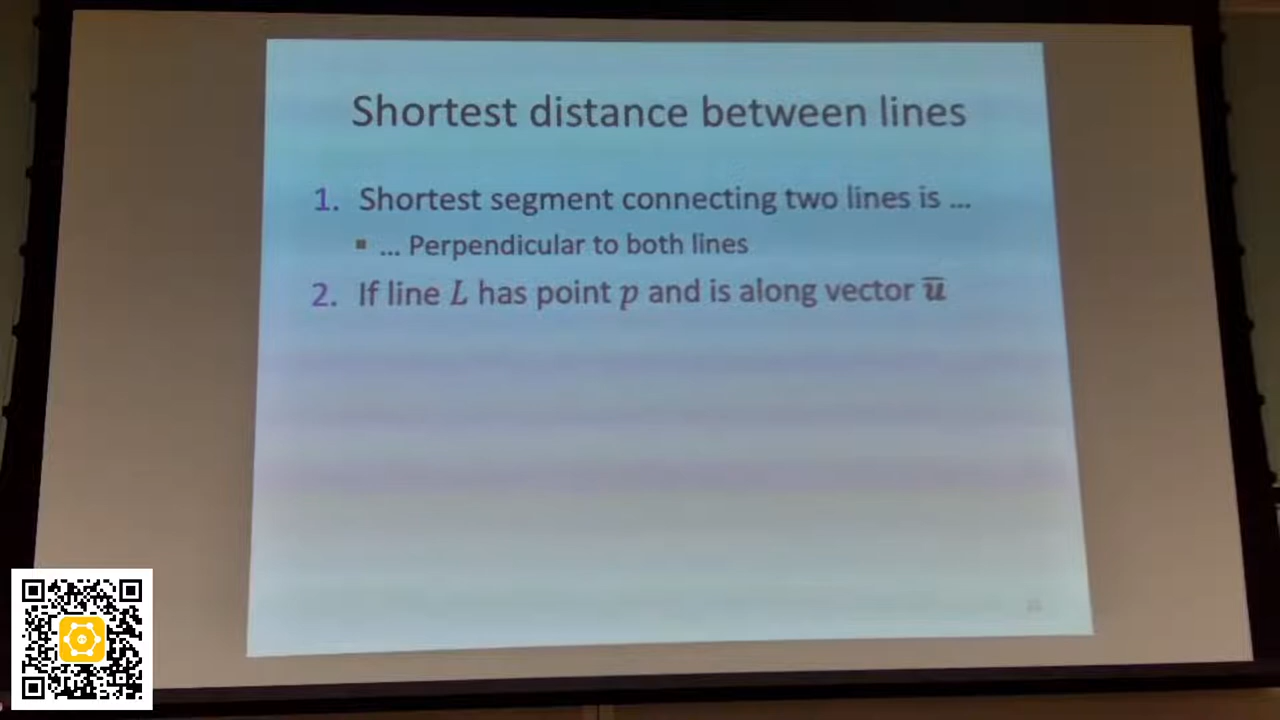 Shortest distance between lines
1. Shortest segment connecting two lines is ...
▪ ... Perpendicular to both lines
2. If line L has point p and is along vector u̅